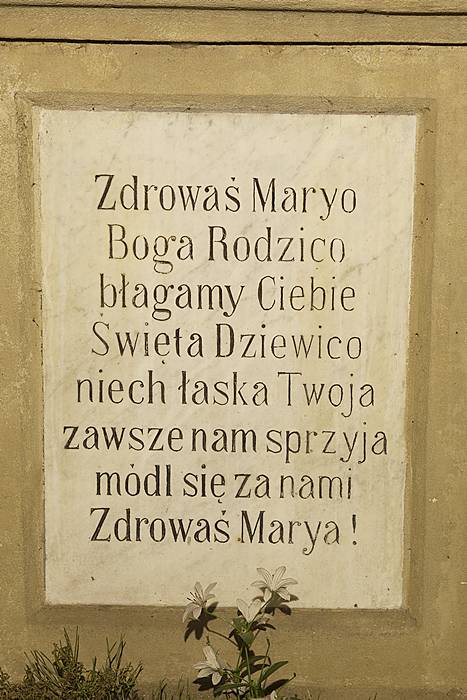 Zdrowaś Maryo
Boga Rodzico
błagamy Ciebie
Święta Dziewico
niech łaska Twoja
zawsze nam sprzyja
módl się za nami
Zdrowaś Marya!